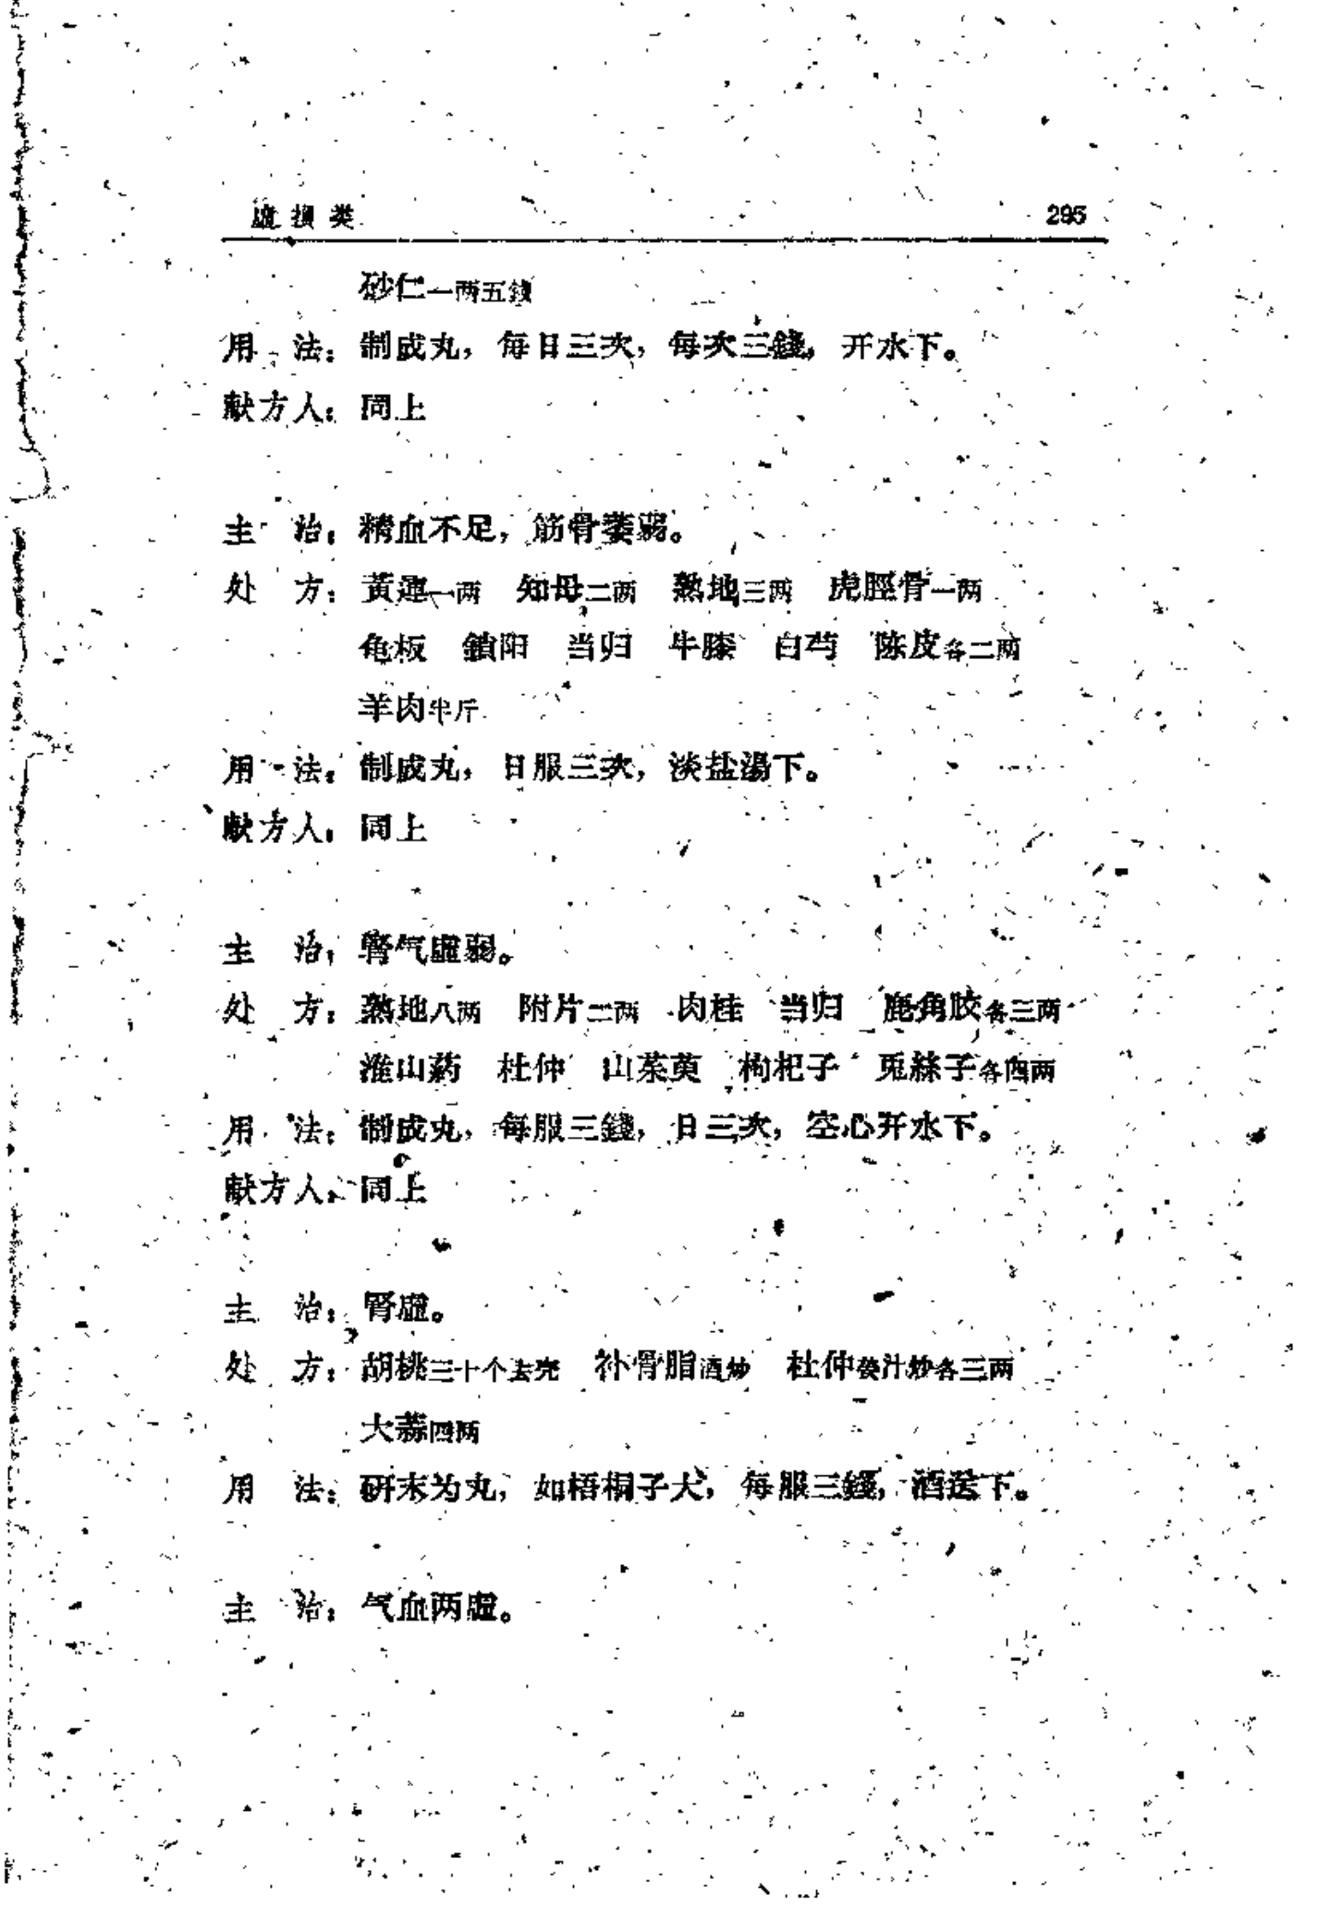 虚损类 295
砂仁一两五錢
用 法：制成丸，每日三次，每次三錢，开水下。
献方人：同上
主 治：精血不足，筋骨萎弱。
处 方：黃連一两 知母二两 熟地三两 虎脛骨一两
龟板 鎖阳 当归 牛膝 白芍 陈皮各二两
羊肉半斤
用 法：制成丸，日服三次，淡盐湯下。
献方人：同上
主 治：腎气虛弱。
处 方：熟地八两 附片二两 肉桂 当归 鹿角胶各三两
淮山葯 杜仲 山茱萸 枸杞子 兎絲子各四两
用 法：制成丸，每服三錢，日三次，空心开水下。
献方人：同上
主 治：腎虛。
处 方：胡桃三十个去壳 补骨脂酒炒 杜仲姜汁炒各三两
大蒜四两
用 法：研末为丸，如梧桐子大，每服三錢，酒送下。
主 治：气血两虛。